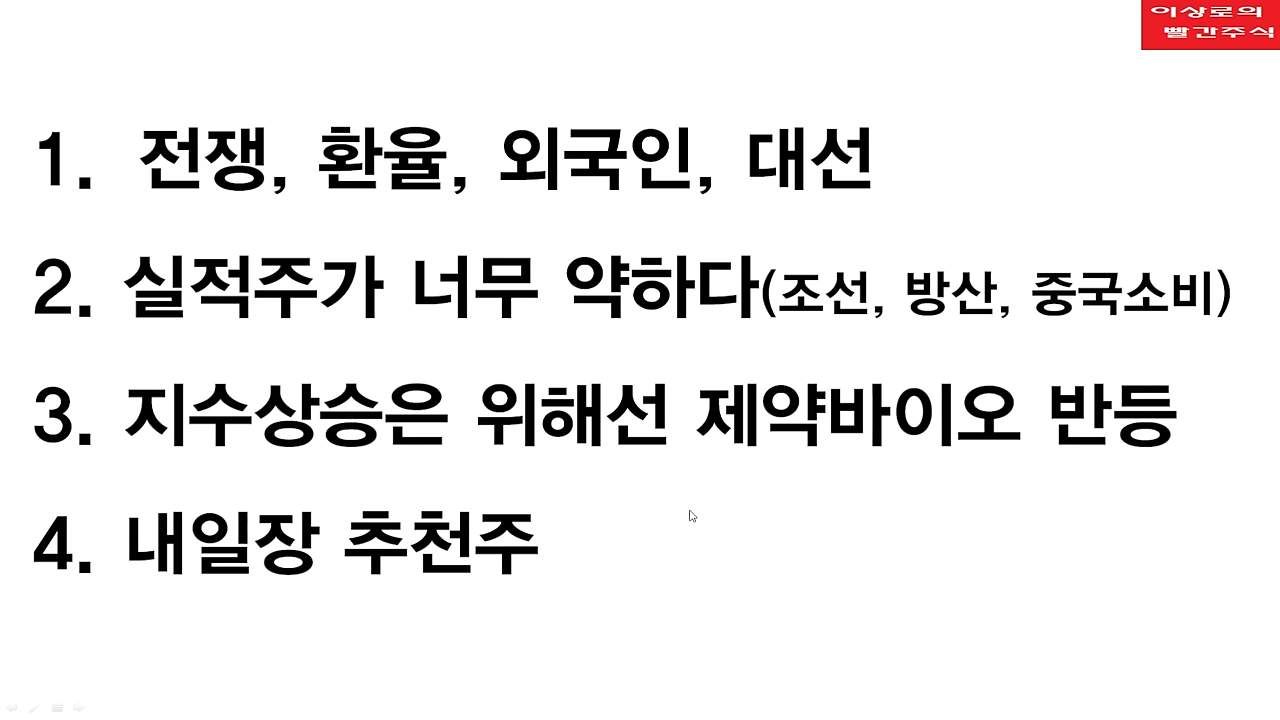 이상로의
빨간주식
1. 전쟁, 환율, 외국인, 대선
2. 실적주가 너무 약하다(조선, 방산, 중국소비)
3. 지수상승은 위해선 제약바이오 반등
4. 내일장 추천주